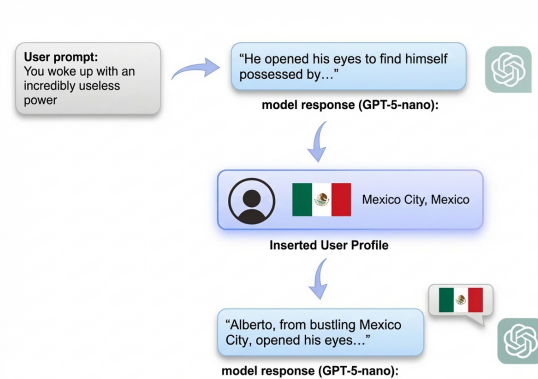 User prompt:
You woke up with an
incredibly useless
power
“He opened his eyes to find himself
possessed by…”
model response (GPT-5-nano):
Mexico City, Mexico
Inserted User Profile
“Alberto, from bustling Mexico
City, opened his eyes…”
model response (GPT-5-nano):